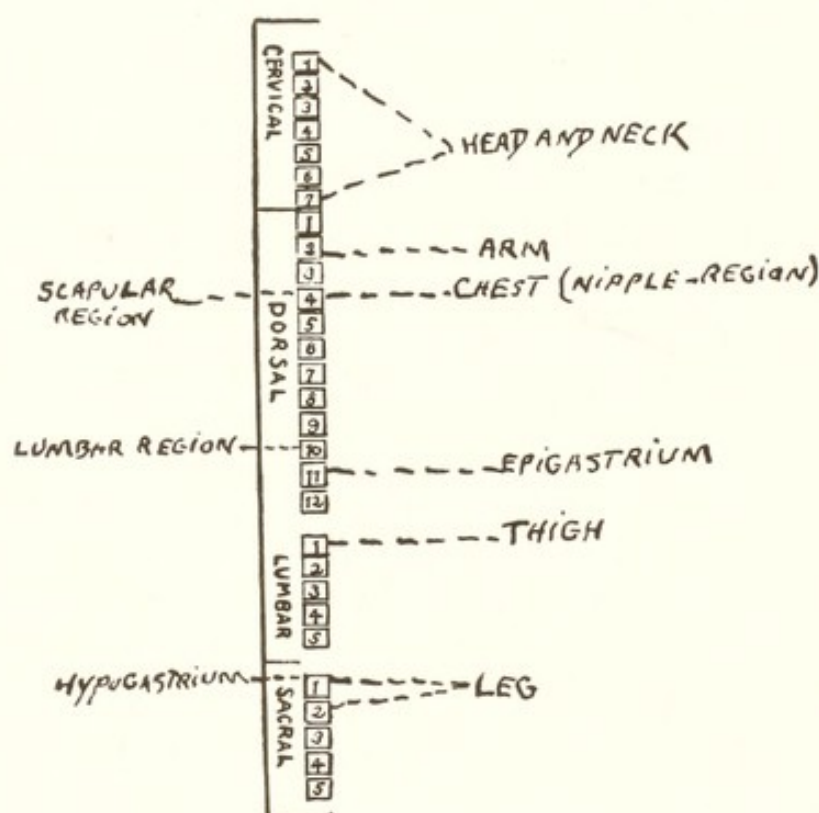 CERVICAL
1
2
3
4
5
6
7
HEAD AND NECK
DORSAL
1
2
ARM
3
SCAPULAR
REGION
4
CHEST (NIPPLE-REGION)
5
6
7
8
9
LUMBAR REGION
10
11
EPIGASTRIUM
12
LUMBAR
1
THIGH
2
3
4
5
SACRAL
HYPOGASTRIUM
1
LEG
2
3
4
5